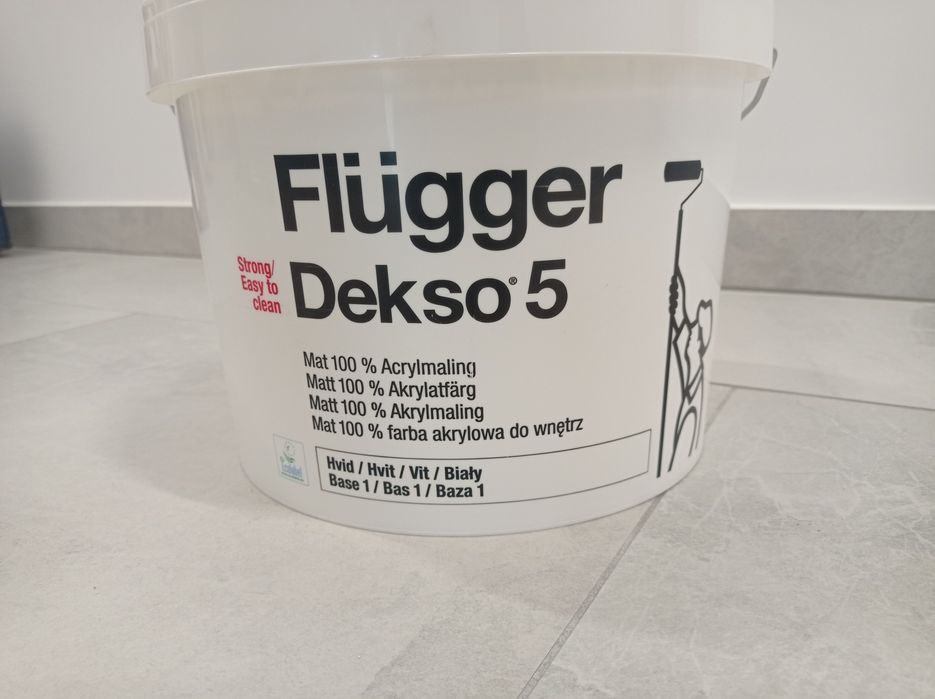 Flügger
Strong/
Easy to
clean
Dekso® 5
Mat 100 % Acrylmaling
Matt 100 % Akrylatfärg
Matt 100 % Akrylmaling
Mat 100 % farba akrylowa do wnętrz
Ecolabel
Hvid / Hvit / Vit / Biały
Base 1 / Bas 1 / Baza 1